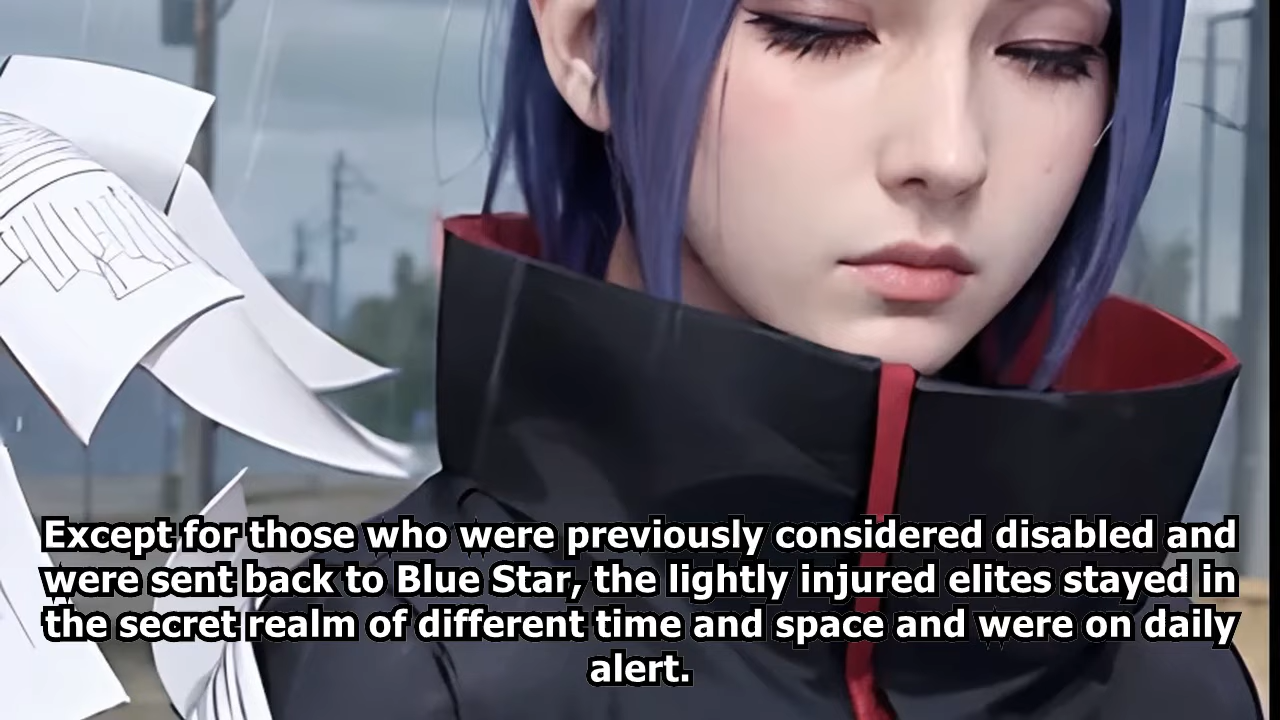 Except for those who were previously considered disabled and
were sent back to Blue Star, the lightly injured elites stayed in
the secret realm of different time and space and were on daily
alert.